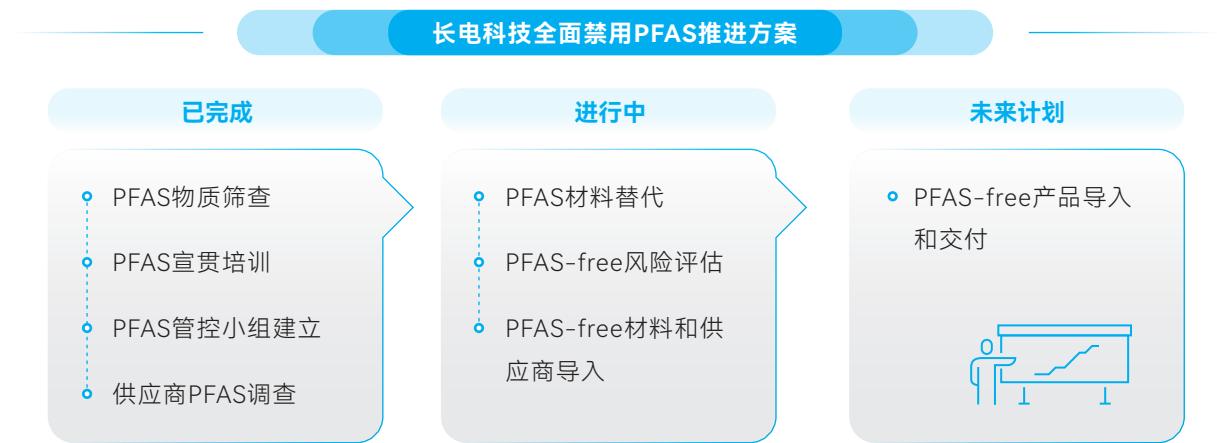 长电科技全面禁用PFAS推进方案
已完成
PFAS物质筛查
PFAS宣贯培训
PFAS管控小组建立
供应商PFAS调查
进行中
PFAS材料替代
PFAS-free风险评估
PFAS-free材料和供
应商导入
未来计划
PFAS-free产品导入
和交付